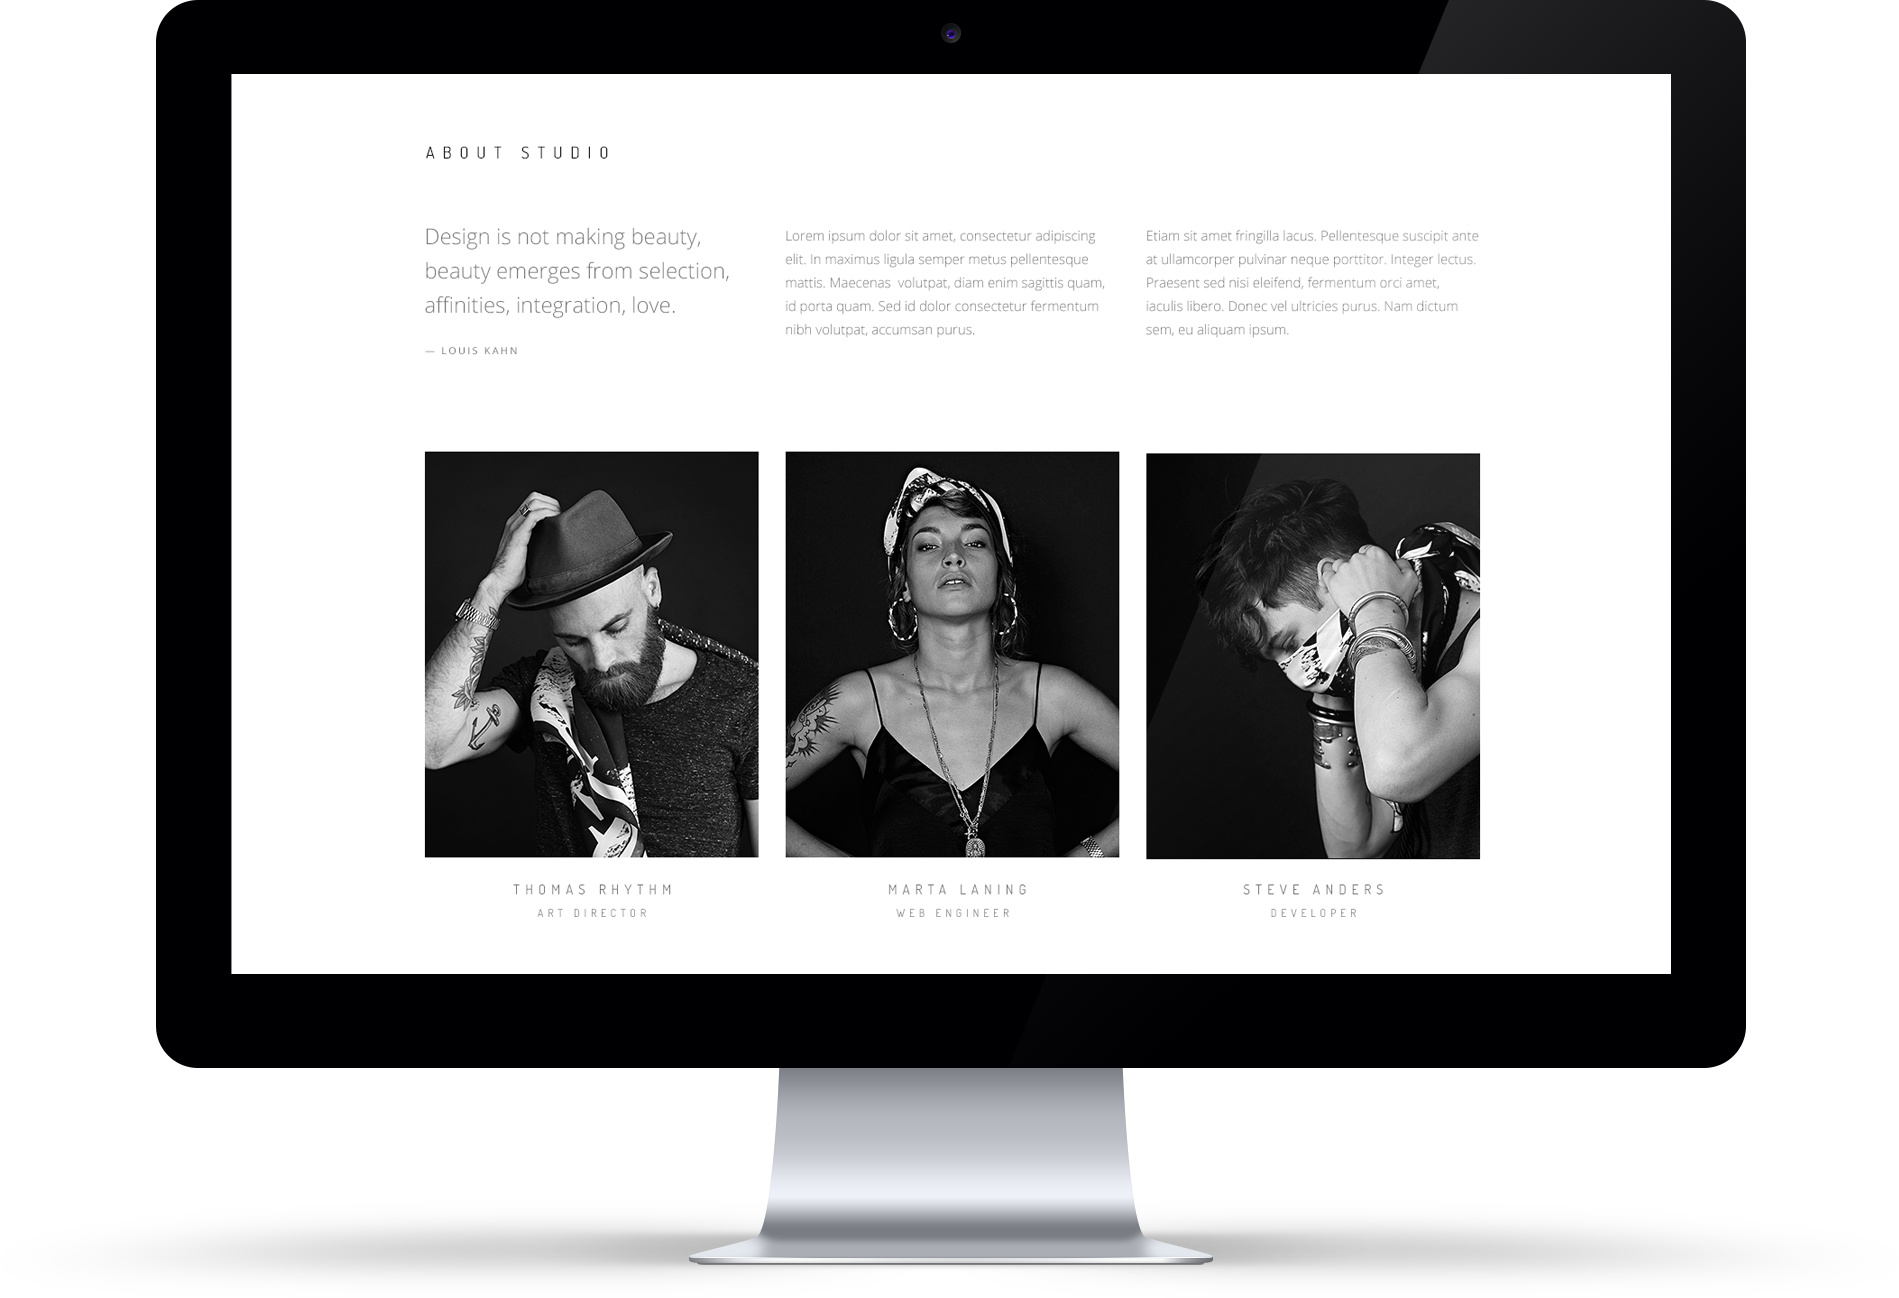 ABOUT STUDIO
Design is not making beauty,
beauty emerges from selection,
affinities, integration, love.
— LOUIS KAHN
Lorem ipsum dolor sit amet, consectetur adipiscing
elit. In maximus ligula semper metus pellentesque
mattis. Maecenas  volutpat, diam enim sagittis quam,
id porta quam. Sed id dolor consectetur fermentum
nibh volutpat, accumsan purus.
Etiam sit amet fringilla lacus. Pellentesque suscipit ante
at ullamcorper pulvinar neque porttitor. Integer lectus.
Praesent sed nisi eleifend, fermentum orci amet,
iaculis libero. Donec vel ultricies purus. Nam dictum
sem, eu aliquam ipsum.
THOMAS RHYTHM
ART DIRECTOR
MARTA LANING
WEB ENGINEER
STEVE ANDERS
DEVELOPER